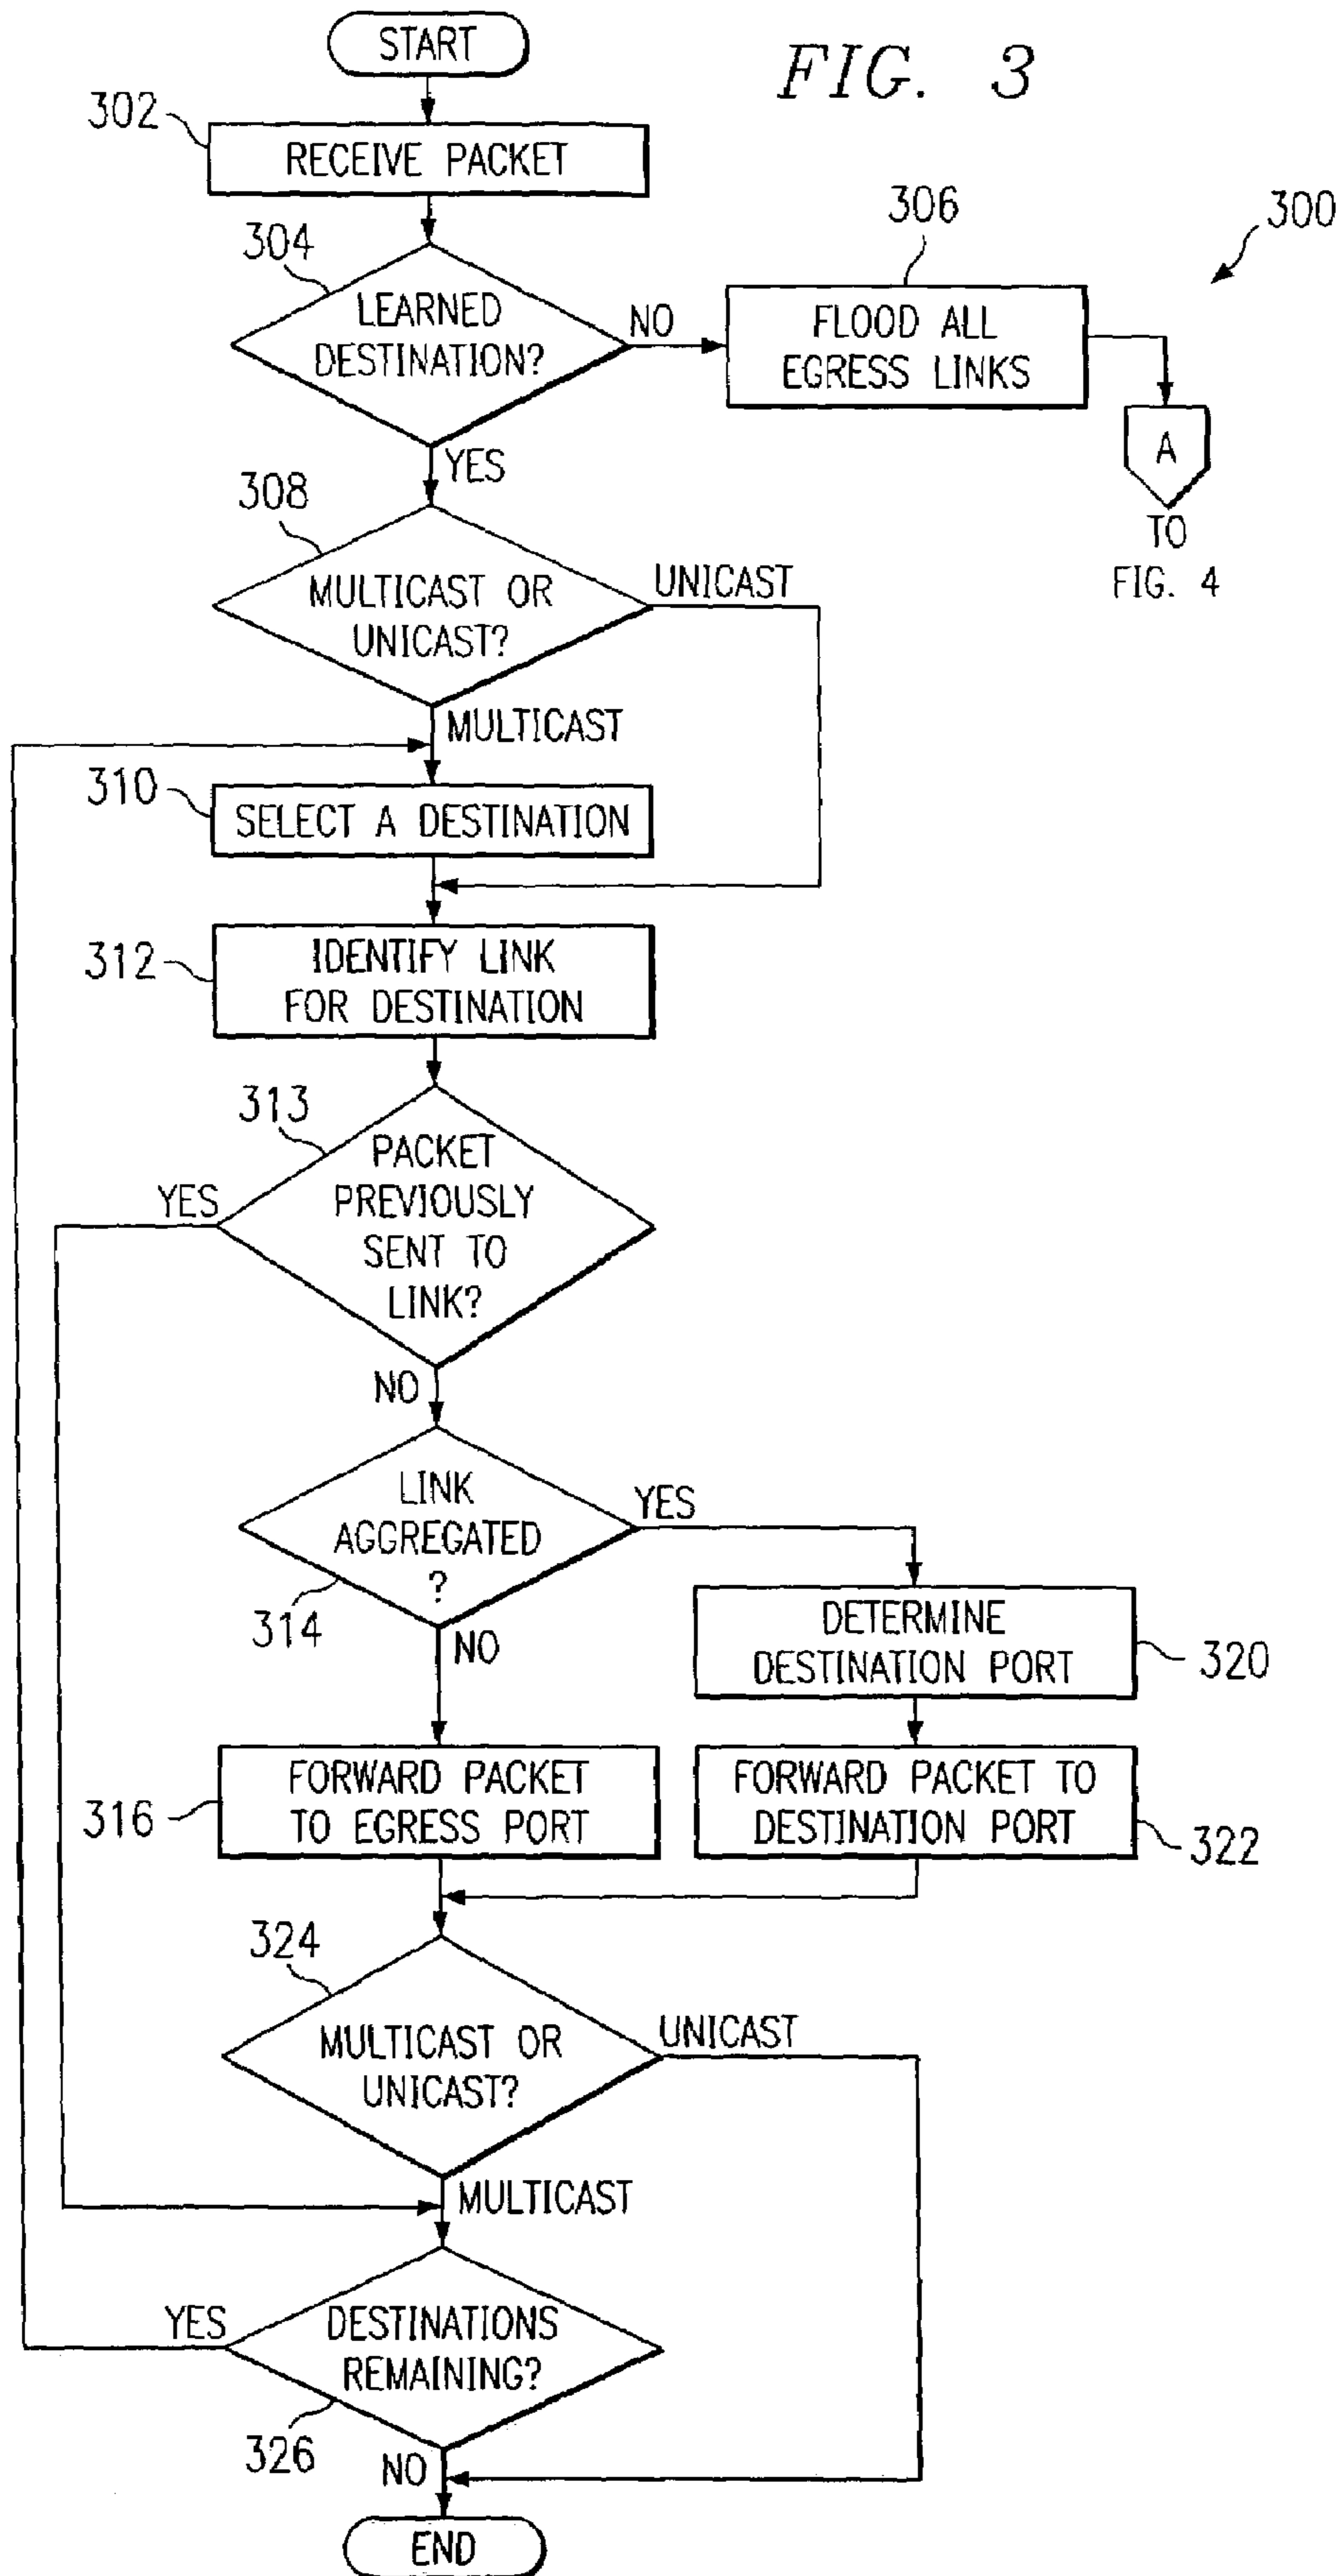 START
FIG. 3
302
RECEIVE PACKET
304
306
300
LEARNED
DESTINATION?
NO
FLOOD ALL
EGRESS LINKS
A
TO
FIG. 4
YES
308
MULTICAST OR
UNICAST?
UNICAST
MULTICAST
310
SELECT A DESTINATION
312
IDENTIFY LINK
FOR DESTINATION
313
PACKET
PREVIOUSLY
SENT TO
LINK?
YES
NO
LINK
AGGREGATED
?
YES
314
NO
DETERMINE
DESTINATION PORT
320
316
FORWARD PACKET
TO EGRESS PORT
FORWARD PACKET TO
DESTINATION PORT
322
324
MULTICAST OR
UNICAST?
UNICAST
MULTICAST
YES
DESTINATIONS
REMAINING?
326
NO
END